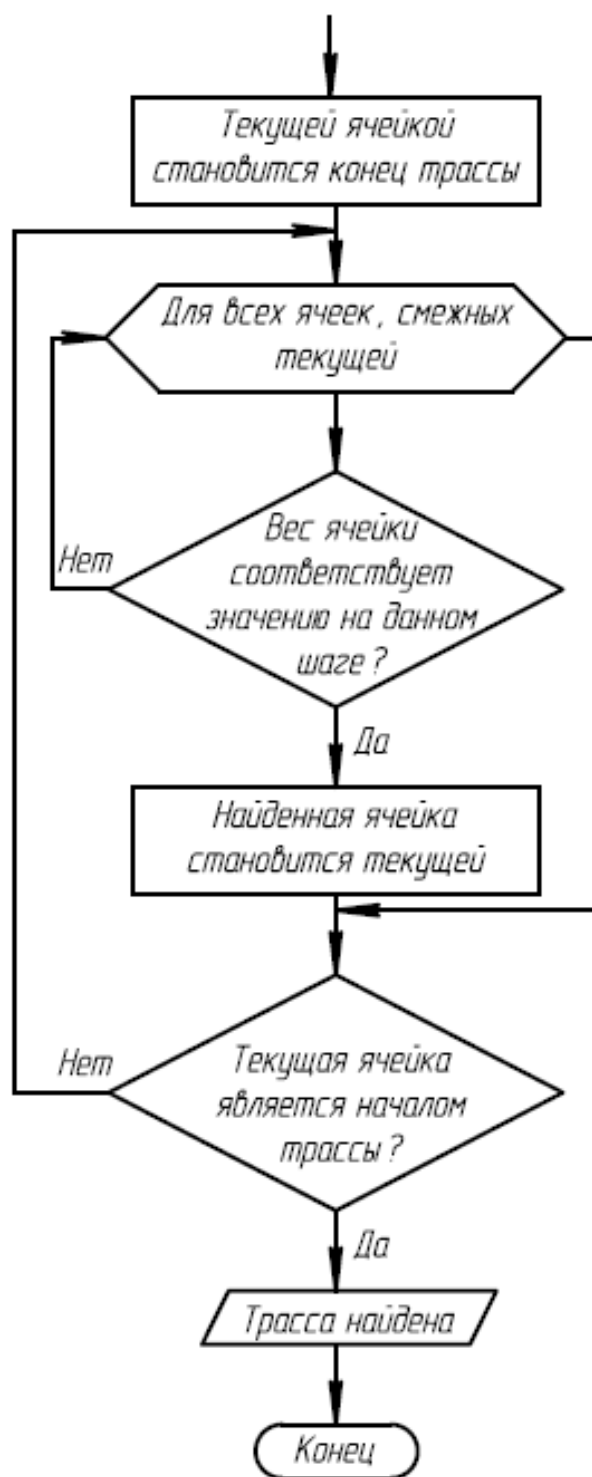 Текущей ячейкой
становится конец трассы
Для всех ячеек, смежных
текущей
Вес ячейки
Нет
соответствует
значению на данном
шаге?
Да
Найденная ячейка
становится текущей
Нет
Текущая ячейка
является началом
трассы?
Да
Трасса найдена
Конец